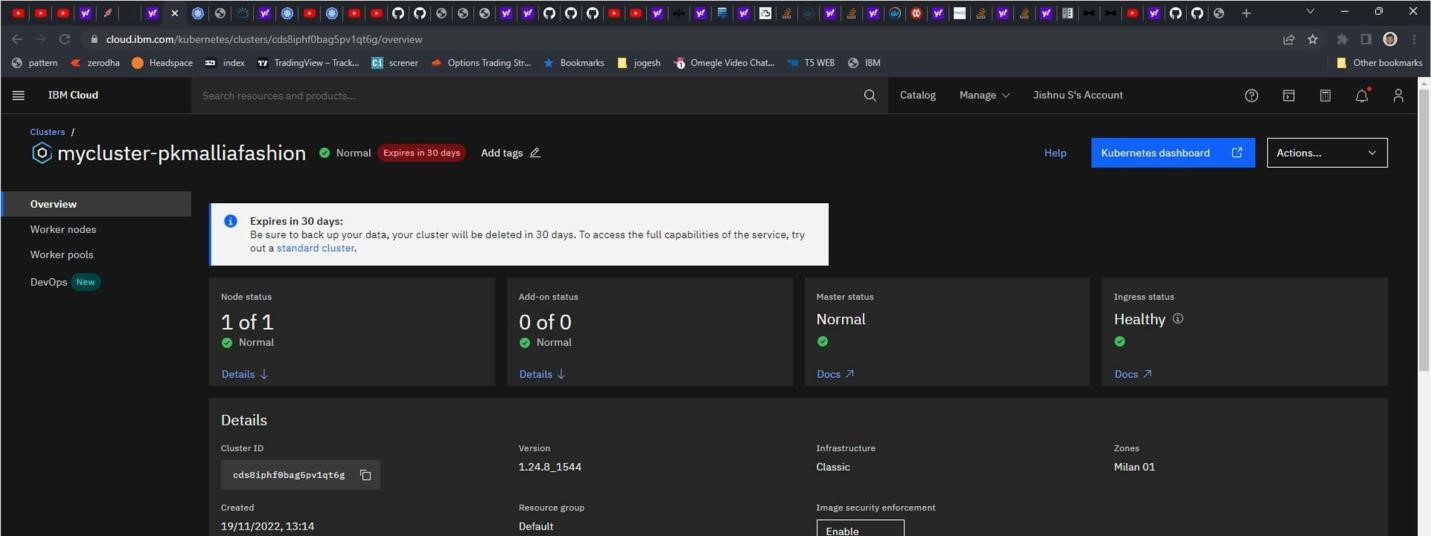 cloud.ibm.com/kubernetes/clusters/cds8iphf0bag5pv1qt6g/overview
pattern zerodha Headspace index TradingView – Track... Ci screner Options Trading Str... Bookmarks jogesh Omegle Video Chat... T5 WEB IBM Other bookmarks
IBM Cloud Search resources and products... Catalog Manage Jishnu S's Account
Clusters /
mycluster-pkmalliafashion Normal Expires in 30 days Add tags Help Kubernetes dashboard Actions...
Overview
Worker nodes
Worker pools
DevOps New
Expires in 30 days:
Be sure to back up your data, your cluster will be deleted in 30 days. To access the full capabilities of the service, try
out a standard cluster.
Node status Add-on status Master status Ingress status
1 of 1 0 of 0 Normal Healthy
Normal Normal
Details Details Docs Docs
Details
Cluster ID Version Infrastructure Zones
cds8iphf0bag5pv1qt6g 1.24.8_1544 Classic Milan 01
Created Resource group Image security enforcement
19/11/2022, 13:14 Default Enable